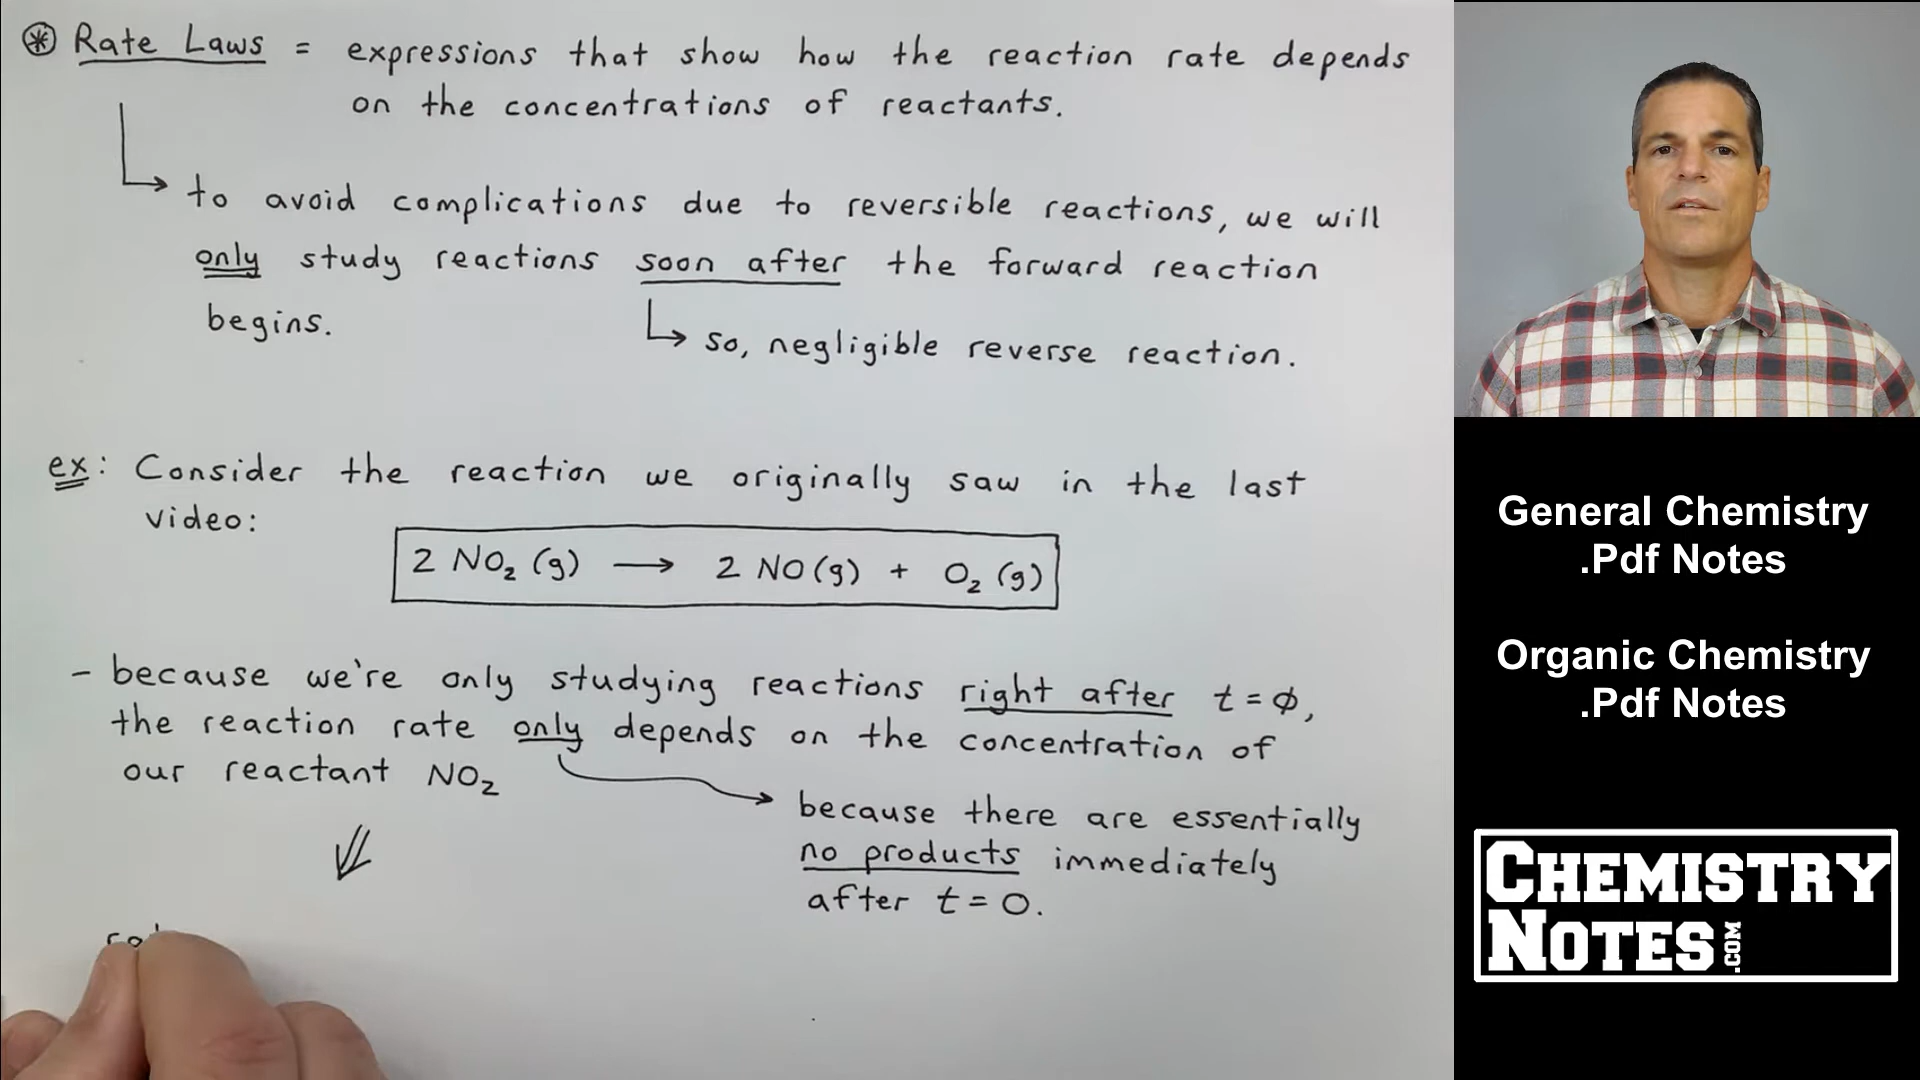 ⊛ Rate Laws = expressions that show how the reaction rate depends
on the concentrations of reactants.
to avoid complications due to reversible reactions, we will
only study reactions soon after the forward reaction
begins.
so, negligible reverse reaction.
ex: Consider the reaction we originally saw in the last
video:
2 NO₂ (g) → 2 NO (g) + O₂ (g)
- because we're only studying reactions right after t = ϕ,
the reaction rate only depends on the concentration of
our reactant NO₂
because there are essentially
no products immediately
after t = 0.
General Chemistry
.Pdf Notes
Organic Chemistry
.Pdf Notes
CHEMISTRY
NOTES.COM